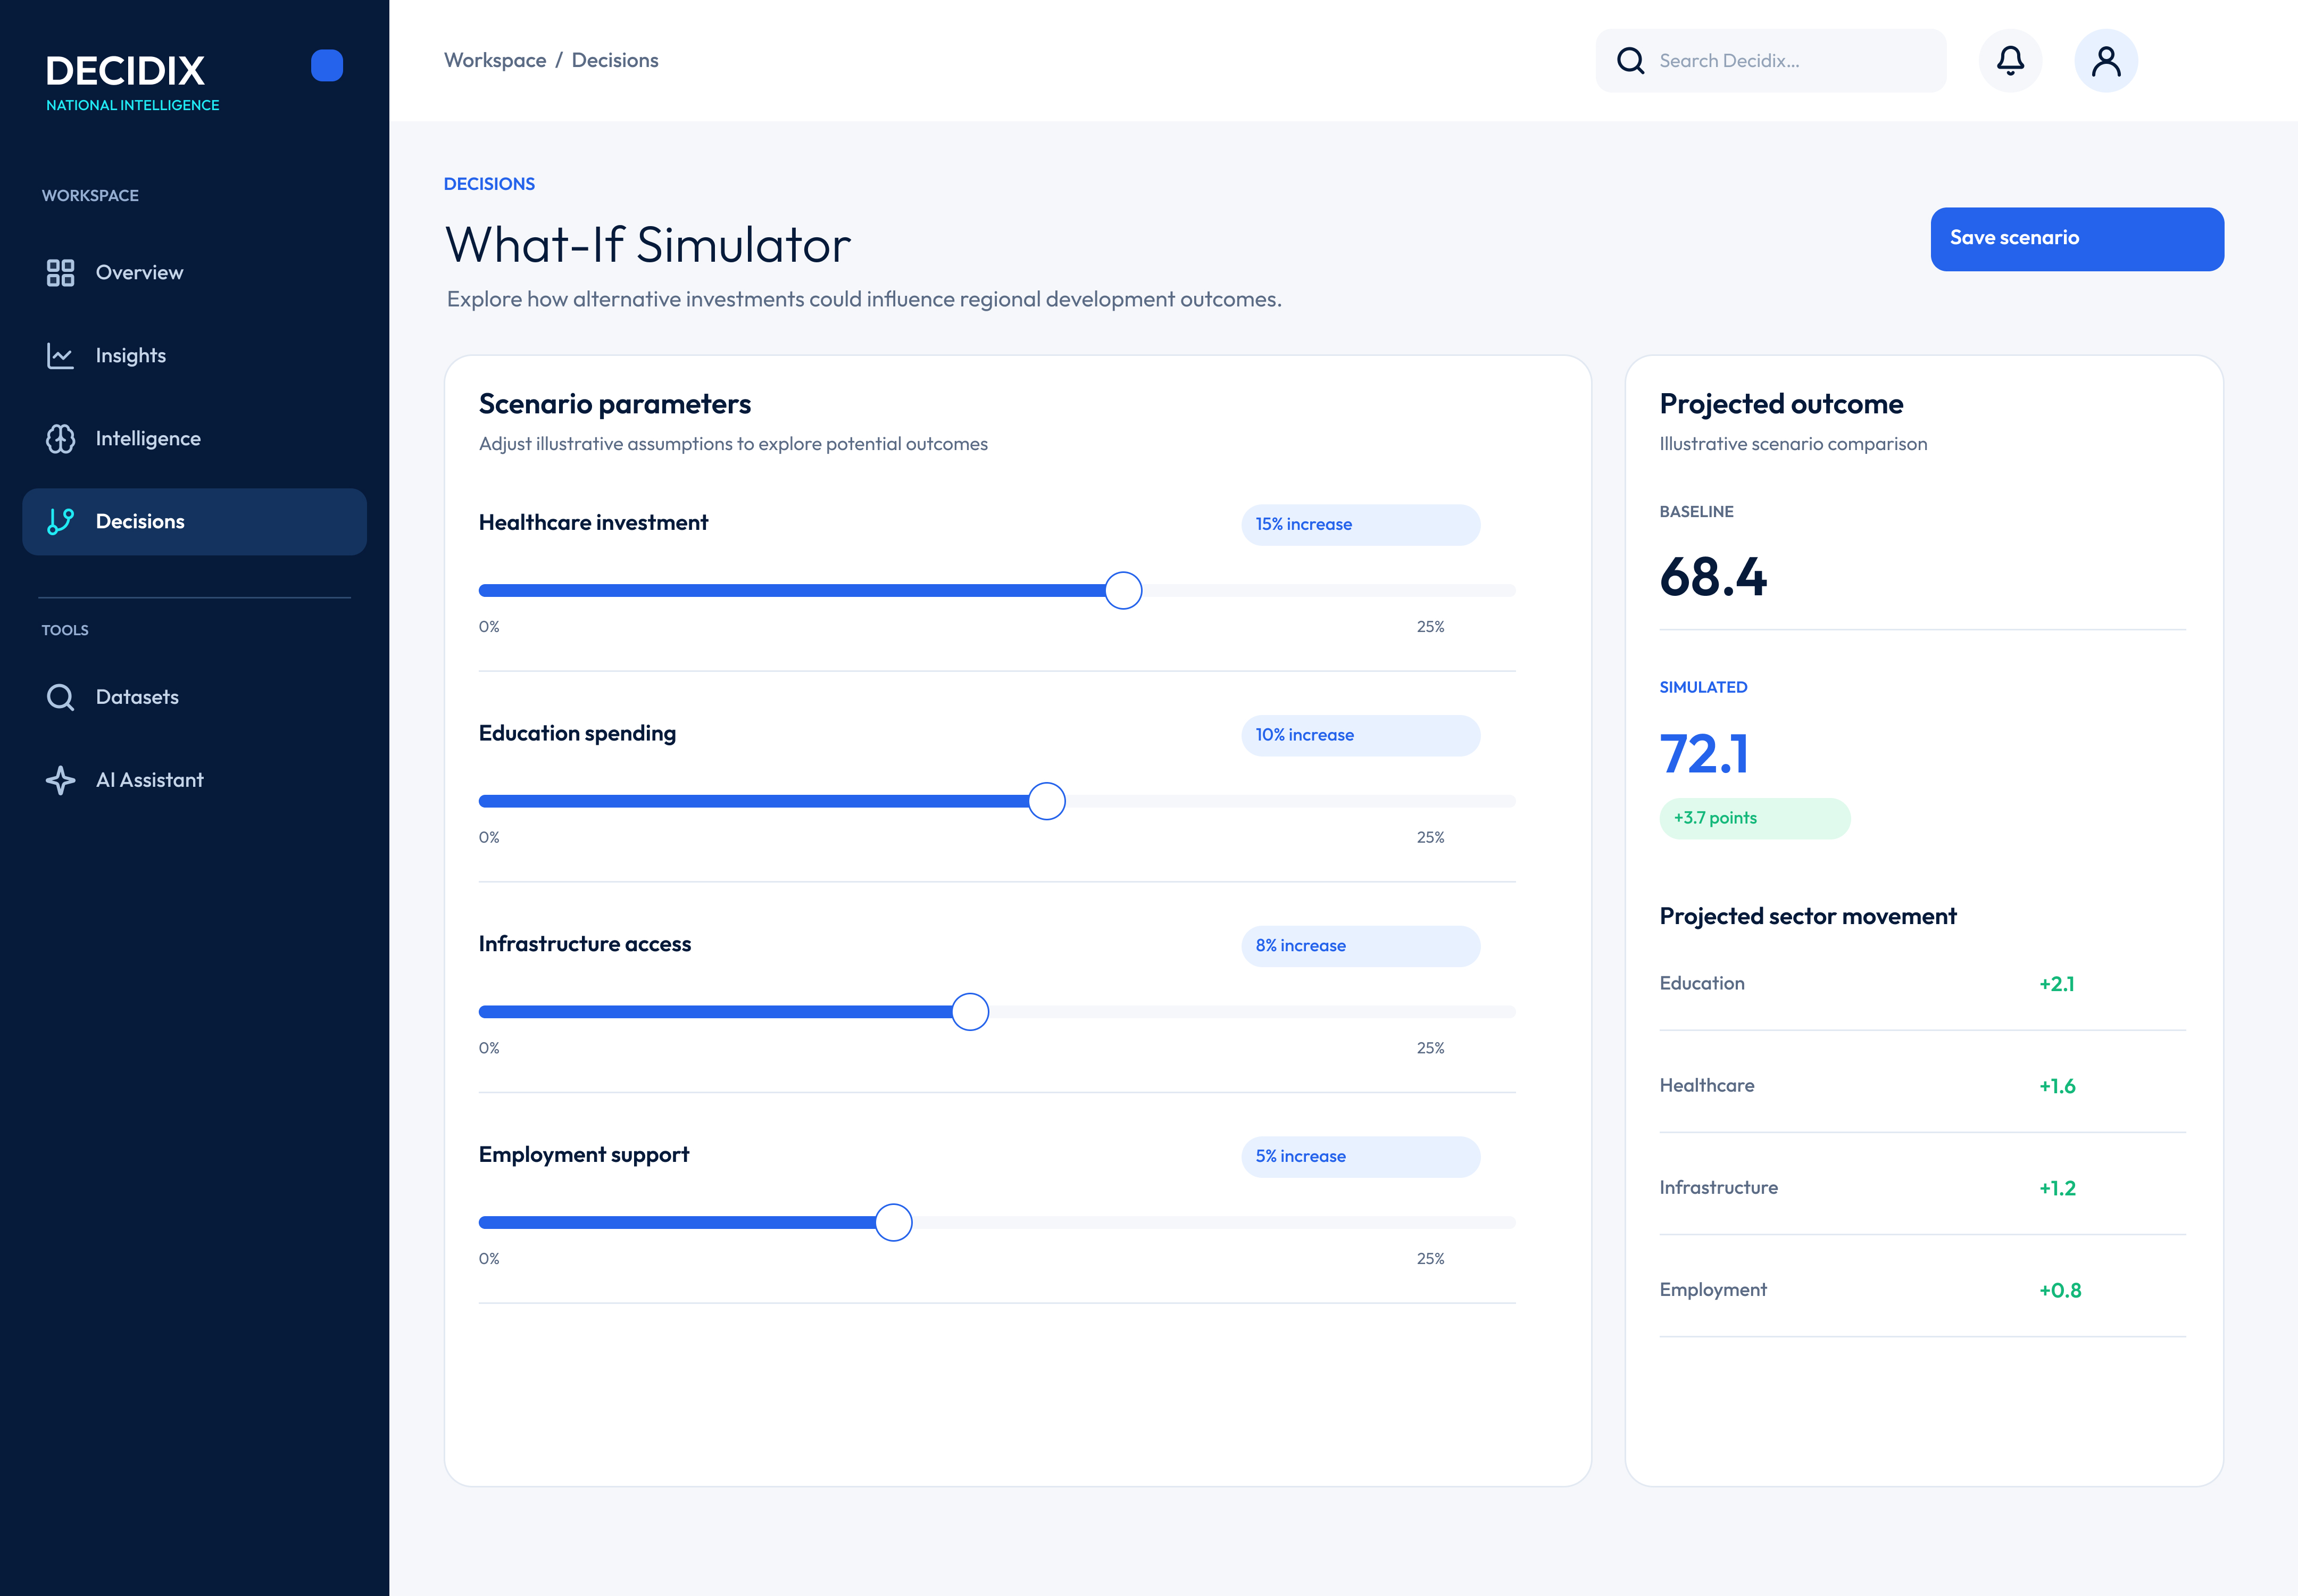 DECIDIX
NATIONAL INTELLIGENCE
WORKSPACE
Overview
Insights
Intelligence
Decisions
TOOLS
Datasets
AI Assistant
Workspace / Decisions
Search Decidix...
DECISIONS
What-If Simulator
Explore how alternative investments could influence regional development outcomes.
Save scenario
Scenario parameters
Adjust illustrative assumptions to explore potential outcomes
Healthcare investment
15% increase
0%
25%
Education spending
10% increase
0%
25%
Infrastructure access
8% increase
0%
25%
Employment support
5% increase
0%
25%
Projected outcome
Illustrative scenario comparison
BASELINE
68.4
SIMULATED
72.1
+3.7 points
Projected sector movement
Education +2.1
Healthcare +1.6
Infrastructure +1.2
Employment +0.8